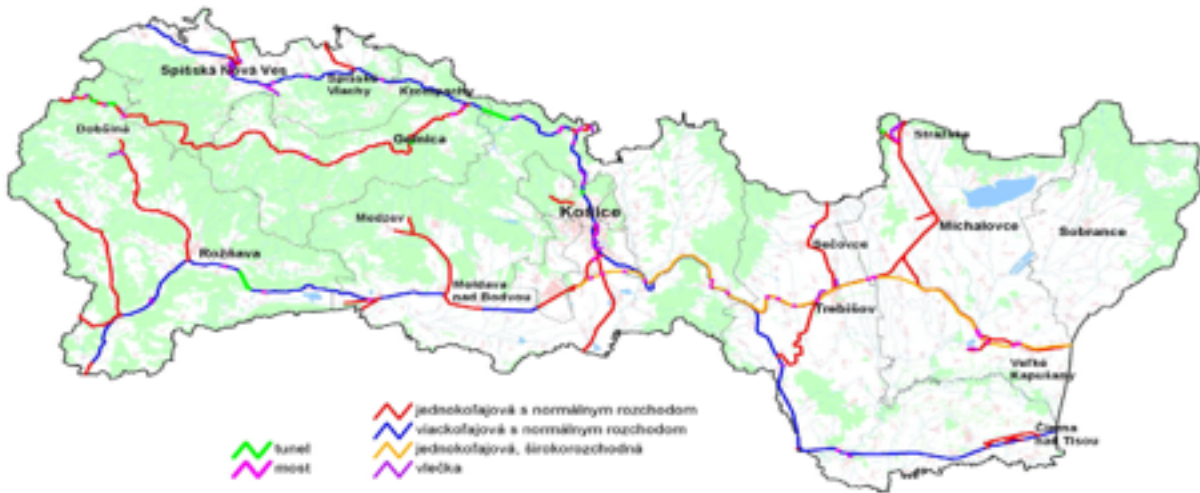 Spišská Nová Ves
Spišské
Vlachy
Krompachy
Dobšiná
Gelnica
Strážske
Medzev
Košice
Michalovce
Sečovce
Sobrance
Rožňava
Moldava
nad Bodvou
Trebišov
Veľké
Kapušany
Čierna
nad Tisou
jednokoľajová s normálnym rozchodom
viackoľajová s normálnym rozchodom
tunel
jednokoľajová, širokorozchodná
most
vlečka